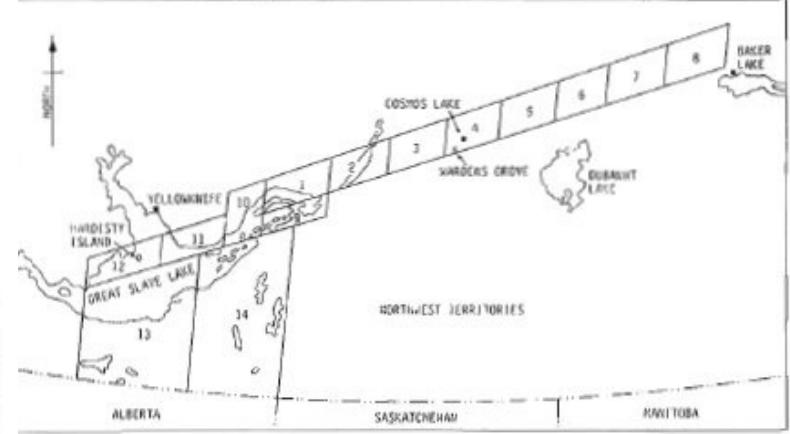 BAKER
LAKE
8
7
6
5
COSMOS LAKE
4
3
WARDENS GROVE
2
DUBAWNT
LAKE
1
10
YELLOWKNIFE
HARDISTY
ISLAND
11
12
GREAT SLAVE LAKE
13
14
NORTHWEST TERRITORIES
NORTH
ALBERTA
SASKATCHEWAN
MANITOBA